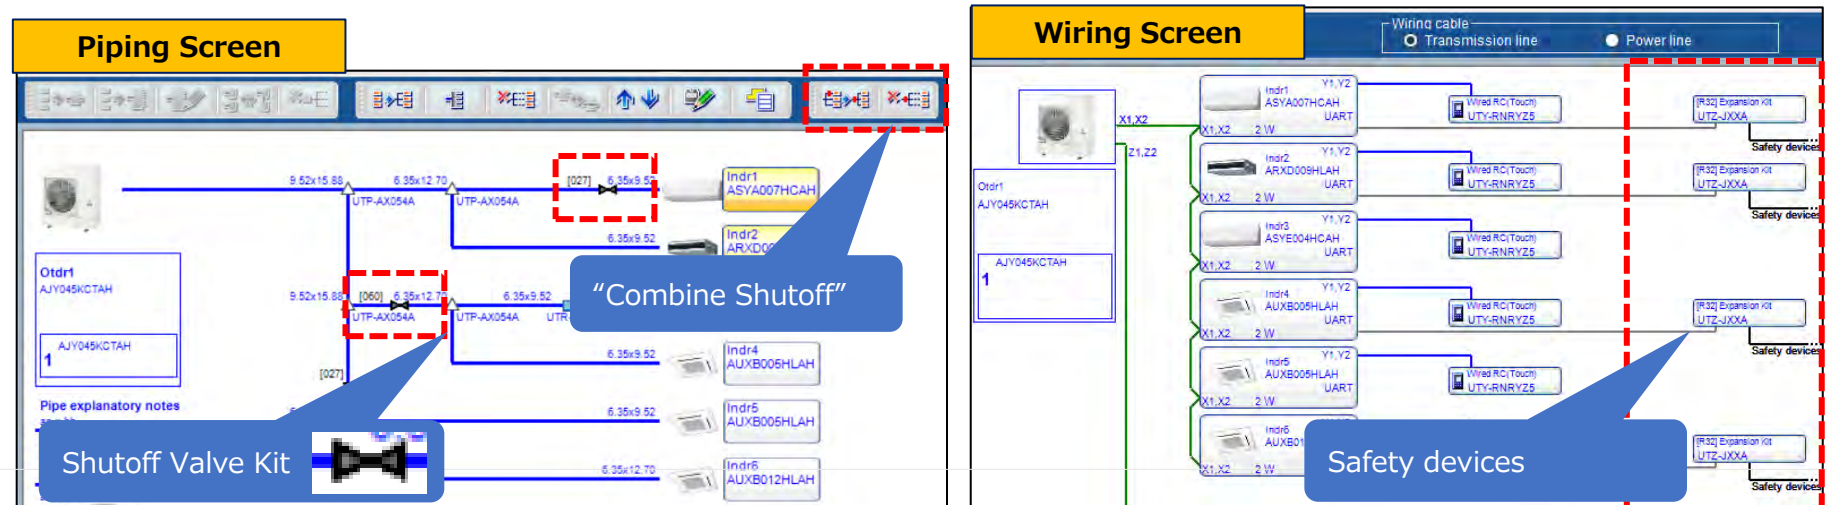 Piping Screen
9.52x15.88
6.35x12.70
[027]
6.35x9.52
Indr1
ASYA007HCAH
UTP-AX054A
UTP-AX054A
6.35x9.52
Indr2
Otdr1
AJY045KCTAH
"Combine Shutoff"
9.52x15.88
[060]
6.35x12.70
6.35x9.52
UTP-AX054A
UTP-AX054A
AJY045KCTAH
1
6.35x9.52
Indr4
AUXB005HLAH
[027]
Pipe explanatory notes
6.35x9.52
Indr5
AUXB005HLAH
Shutoff Valve Kit
6.35x12.70
Indr6
AUXB012HLAH
Wiring Screen
Wiring cable
Transmission line
Power line
X1,X2
Z1,Z2
Otdr1
AJY045KCTAH
AJY045KCTAH
1
Indr1
Y1,Y2
ASYA007HCAH
UART
X1,X2
2 W
Wired RC(Touch)
UTY-RNRYZ5
[R32] Expansion Kit
UTZ-JXXA
Safety devices
Indr2
Y1,Y2
ARXD009HLAH
UART
X1,X2
2 W
Wired RC(Touch)
UTY-RNRYZ5
[R32] Expansion Kit
UTZ-JXXA
Safety devices
Indr3
Y1,Y2
ASYE004HCAH
UART
X1,X2
2 W
Wired RC(Touch)
UTY-RNRYZ5
Indr4
Y1,Y2
AUXB005HLAH
UART
X1,X2
2 W
Wired RC(Touch)
UTY-RNRYZ5
[R32] Expansion Kit
UTZ-JXXA
Safety devices
Indr5
Y1,Y2
AUXB005HLAH
UART
X1,X2
2 W
Wired RC(Touch)
UTY-RNRYZ5
Indr6
X1,X2
2 W
Safety devices
[R32] Expansion Kit
UTZ-JXXA
Safety devices